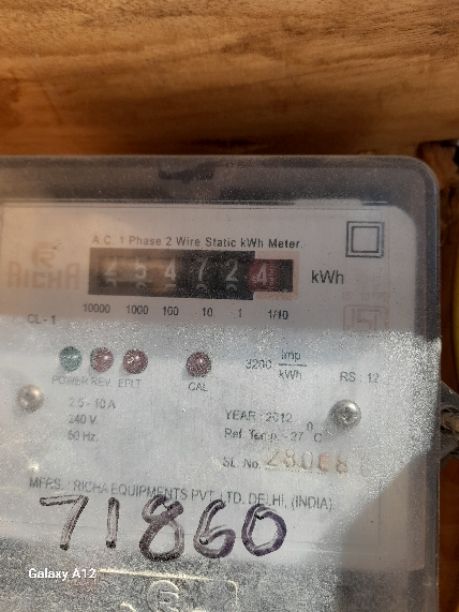 A.C. 1 Phase 2 Wire Static kWh Meter
RICHA
2 5 4 7 2 4
kWh
10000 1000 100 10 1 1/10
CL - 1
3200 Imp
kWh
POWER REV EPLT
CAL
RS : 12
2.5 - 10 A
240 V
50 Hz.
YEAR : 2012
Ref. Temp. - 27 °C
SL. No.
MFRS. : RICHA EQUIPMENTS PVT. LTD. DELHI, (INDIA)
71860
Galaxy A12